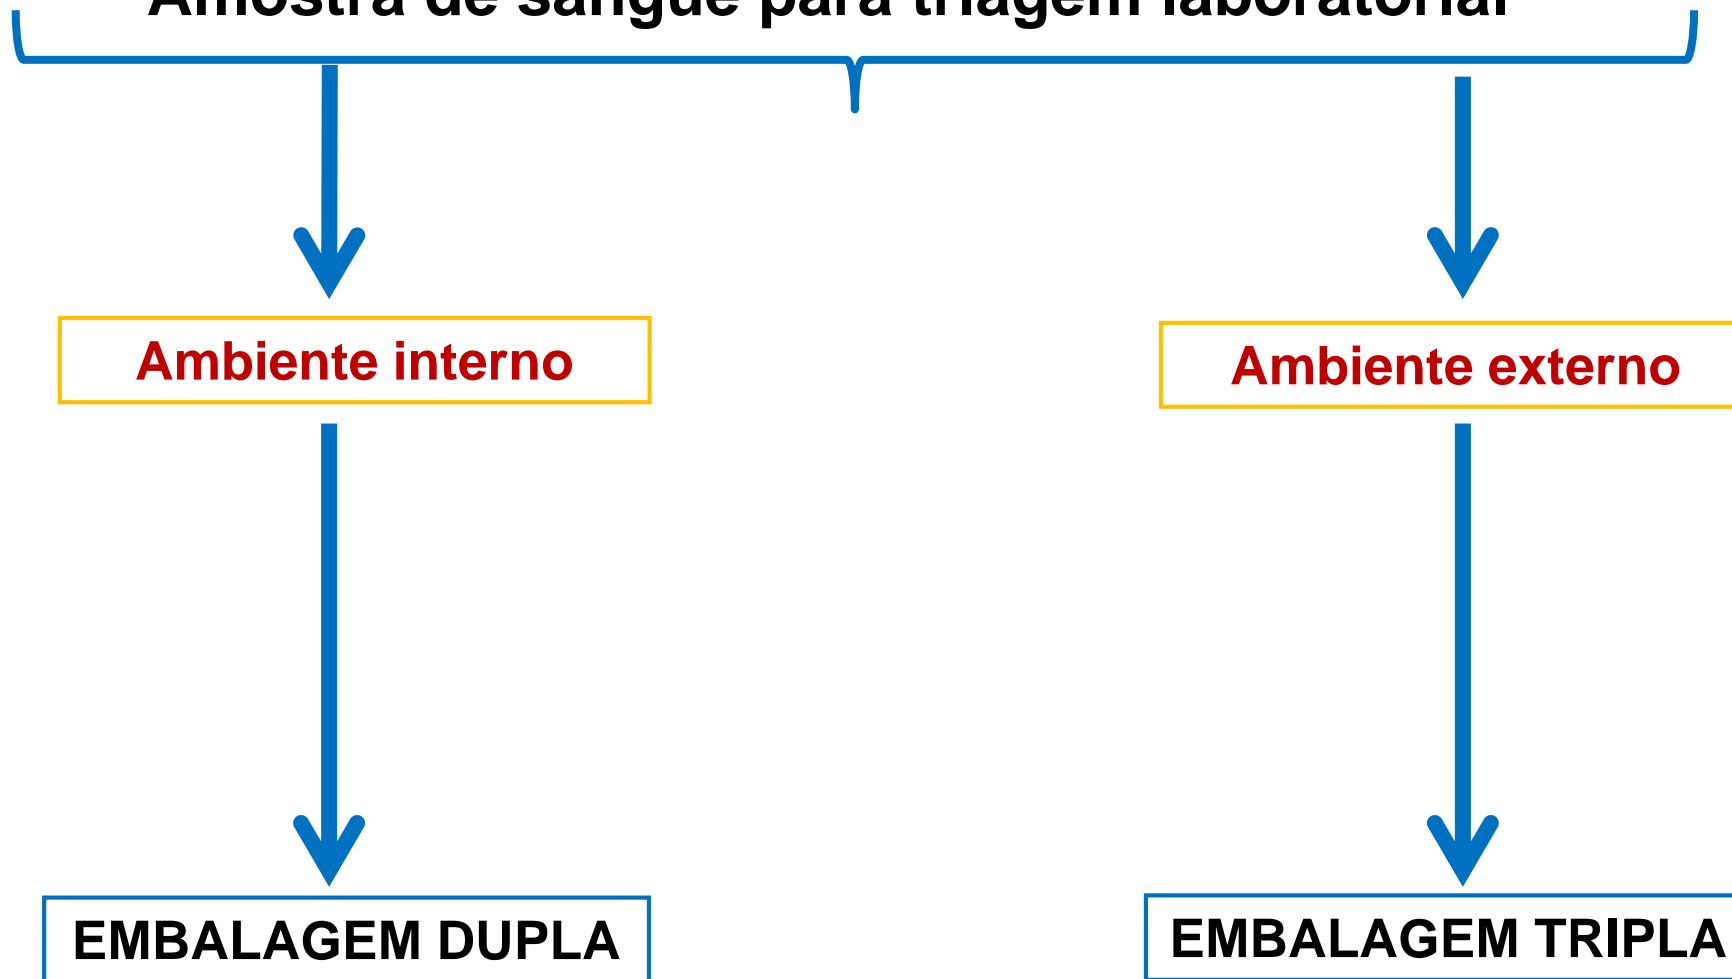 Amostra de sangue para triagem laboratorial
Ambiente interno
Ambiente externo
EMBALAGEM DUPLA
EMBALAGEM TRIPLA